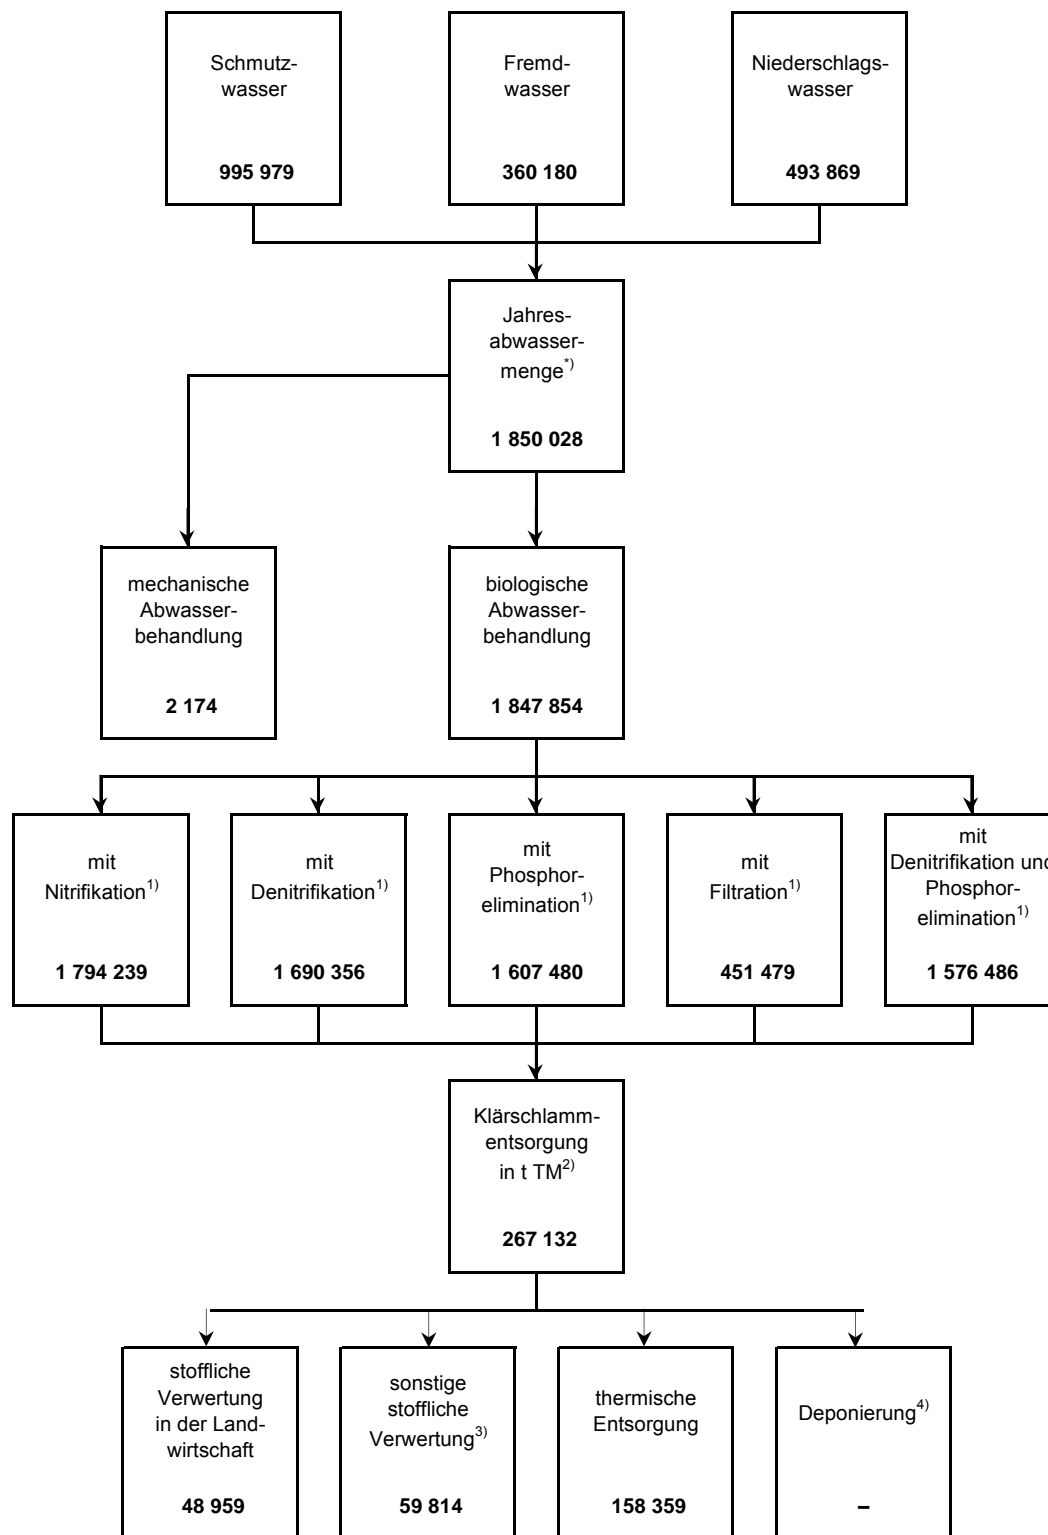 Schmutz-
wasser
995 979
Fremd-
wasser
360 180
Niederschlags-
wasser
493 869
Jahres-
abwasser-
menge*)
1 850 028
mechanische
Abwasser-
behandlung
2 174
biologische
Abwasser-
behandlung
1 847 854
mit
Nitrifikation1)
1 794 239
mit
Denitrifikation1)
1 690 356
mit
Phosphor-
elimination1)
1 607 480
mit
Filtration1)
451 479
mit
Denitrifikation und
Phosphor-
elimination1)
1 576 486
Klärschlamm-
entsorgung
in t TM2)
267 132
stoffliche
Verwertung
in der Land-
wirtschaft
48 959
sonstige
stoffliche
Verwertung3)
59 814
thermische
Entsorgung
158 359
Deponierung4)
–